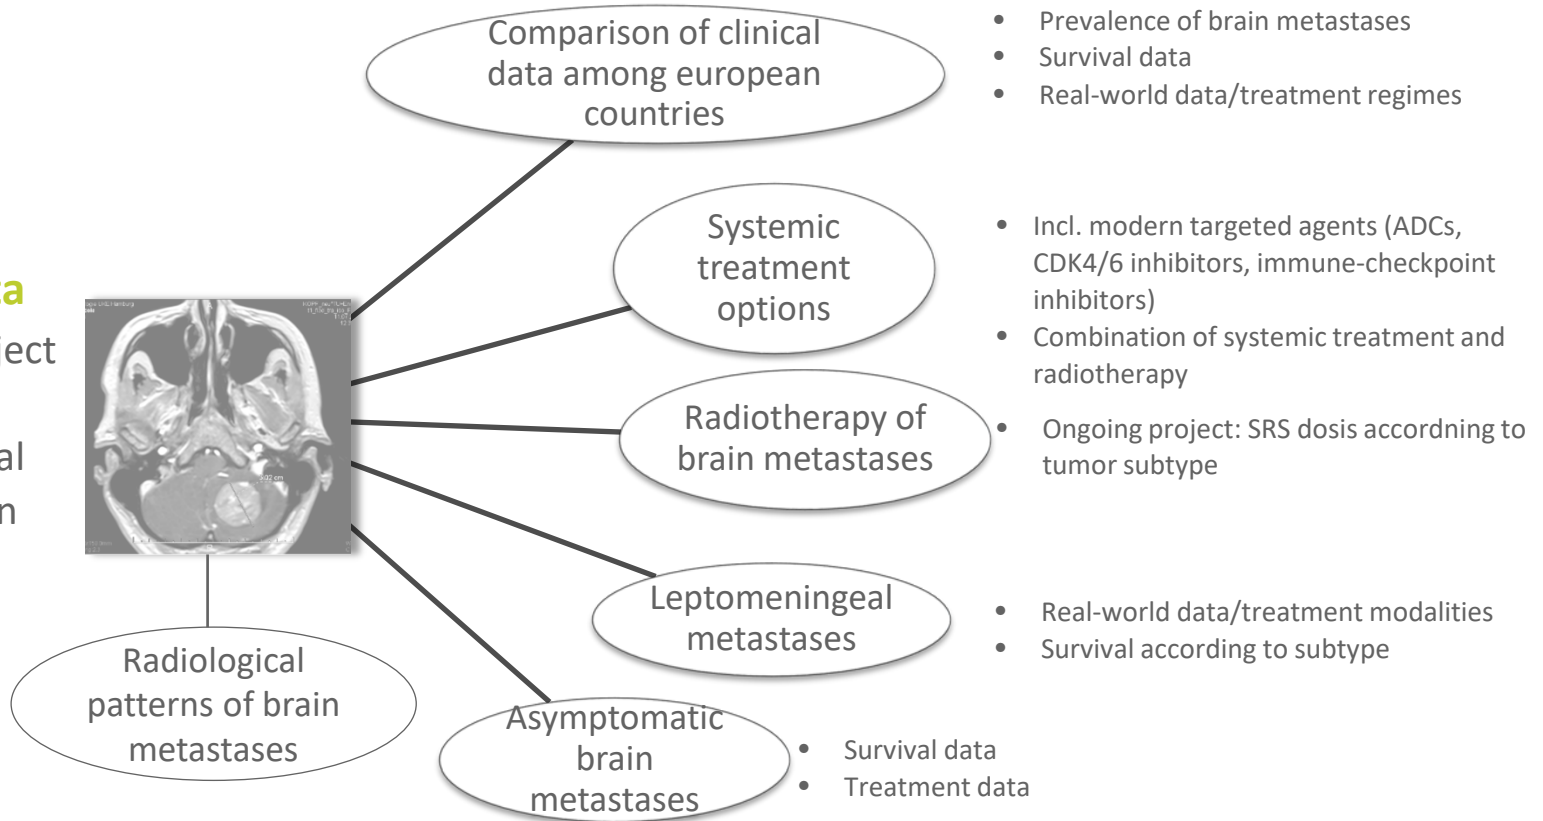 Comparison of clinical
data among european
countries
• Prevalence of brain metastases
• Survival data
• Real-world data/treatment regimes
Systemic
treatment
options
• Incl. modern targeted agents (ADCs,
CDK4/6 inhibitors, immune-checkpoint
inhibitors)
• Combination of systemic treatment and
radiotherapy
Radiotherapy of
brain metastases
• Ongoing project: SRS dosis accordning to
tumor subtype
Leptomeningeal
metastases
• Real-world data/treatment modalities
• Survival according to subtype
Asymptomatic
brain
metastases
• Survival data
• Treatment data
Radiological
patterns of brain
metastases
ta
ject
al
n